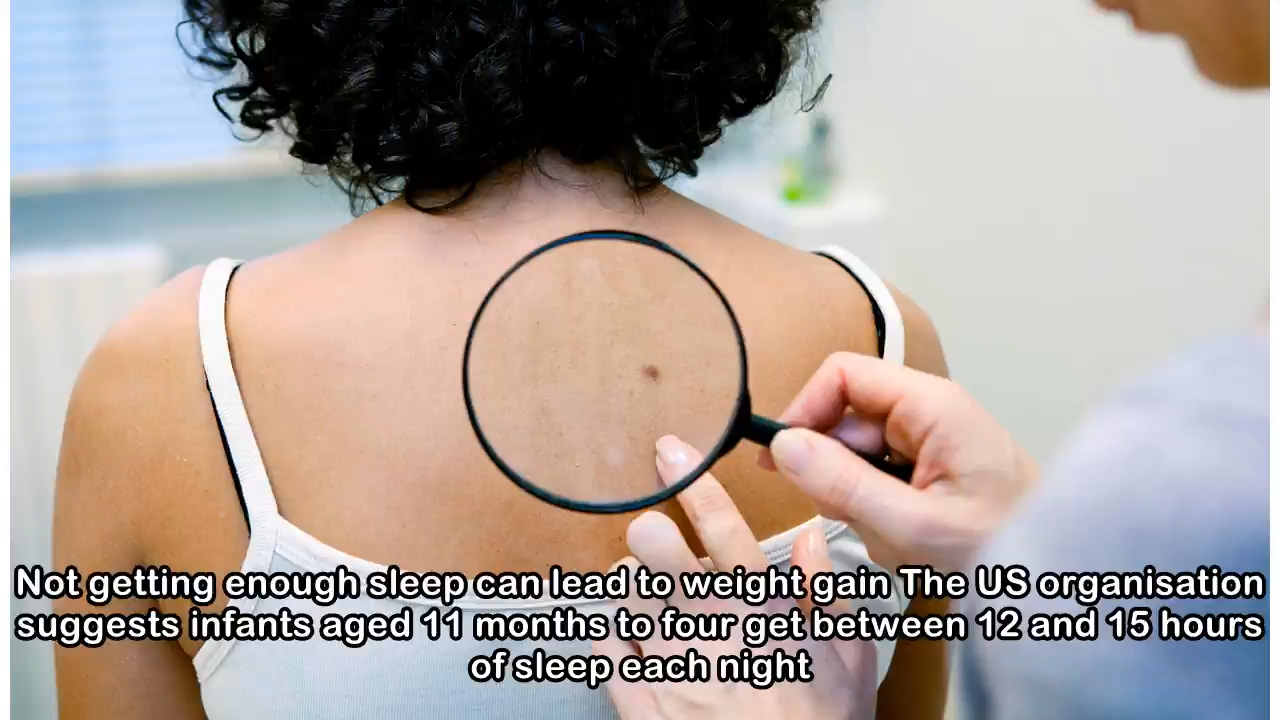 Not getting enough sleep can lead to weight gain The US organisation
suggests infants aged 11 months to four get between 12 and 15 hours
of sleep each night